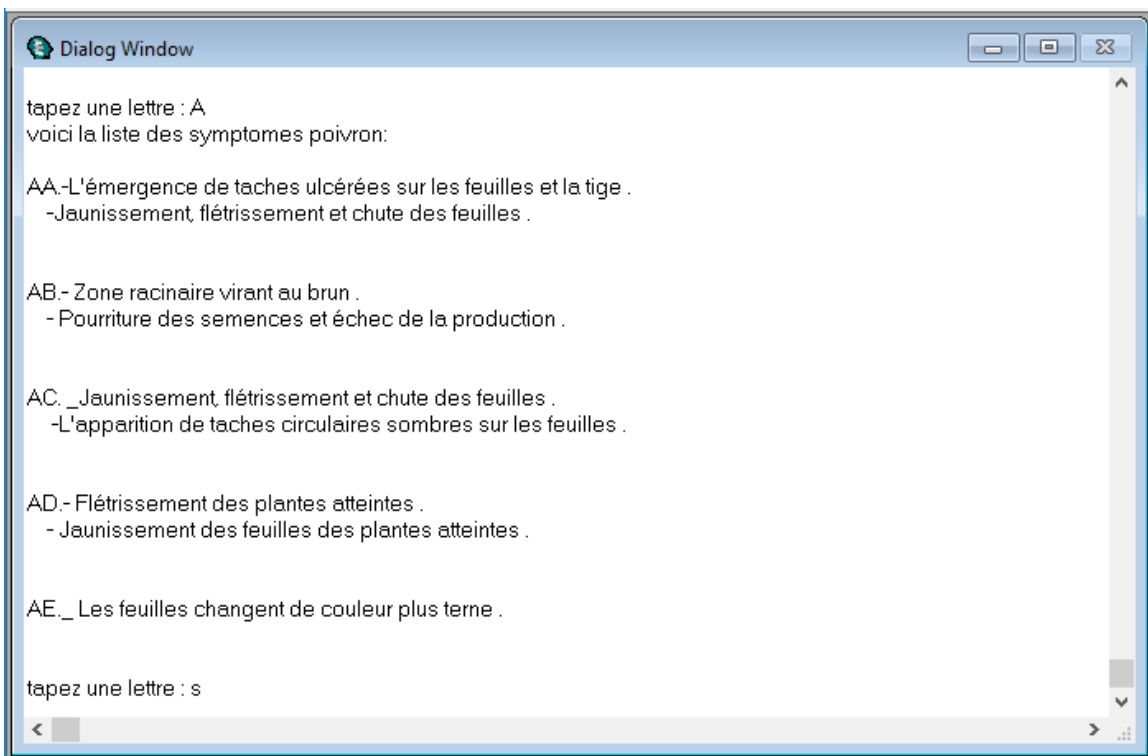 Dialog Window
tapez une lettre : A
voici la liste des symptomes poivron:
AA.-L'émergence de taches ulcérées sur les feuilles et la tige .
-Jaunissement, flétrissement et chute des feuilles .
AB.- Zone racinaire virant au brun .
- Pourriture des semences et échec de la production .
AC. _Jaunissement, flétrissement et chute des feuilles .
-L'apparition de taches circulaires sombres sur les feuilles .
AD.- Flétrissement des plantes atteintes .
- Jaunissement des feuilles des plantes atteintes .
AE._ Les feuilles changent de couleur plus terne .
tapez une lettre : s